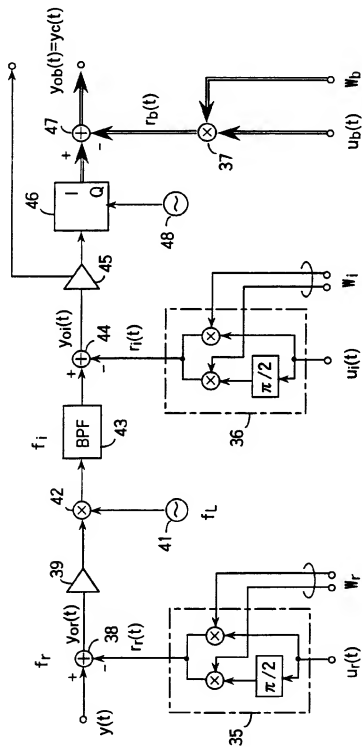 y(t)
fr
+
-
38
yor(t)
rr(t)
39
42
41
fL
fi
BPF
43
+
-
44
yoi(t)
ri(t)
45
46
I
Q
48
+
-
47
yob(t)=yc(t)
rb(t)
37
π/2
35
ur(t)
Wr
π/2
36
ui(t)
Wi
ub(t)
Wb